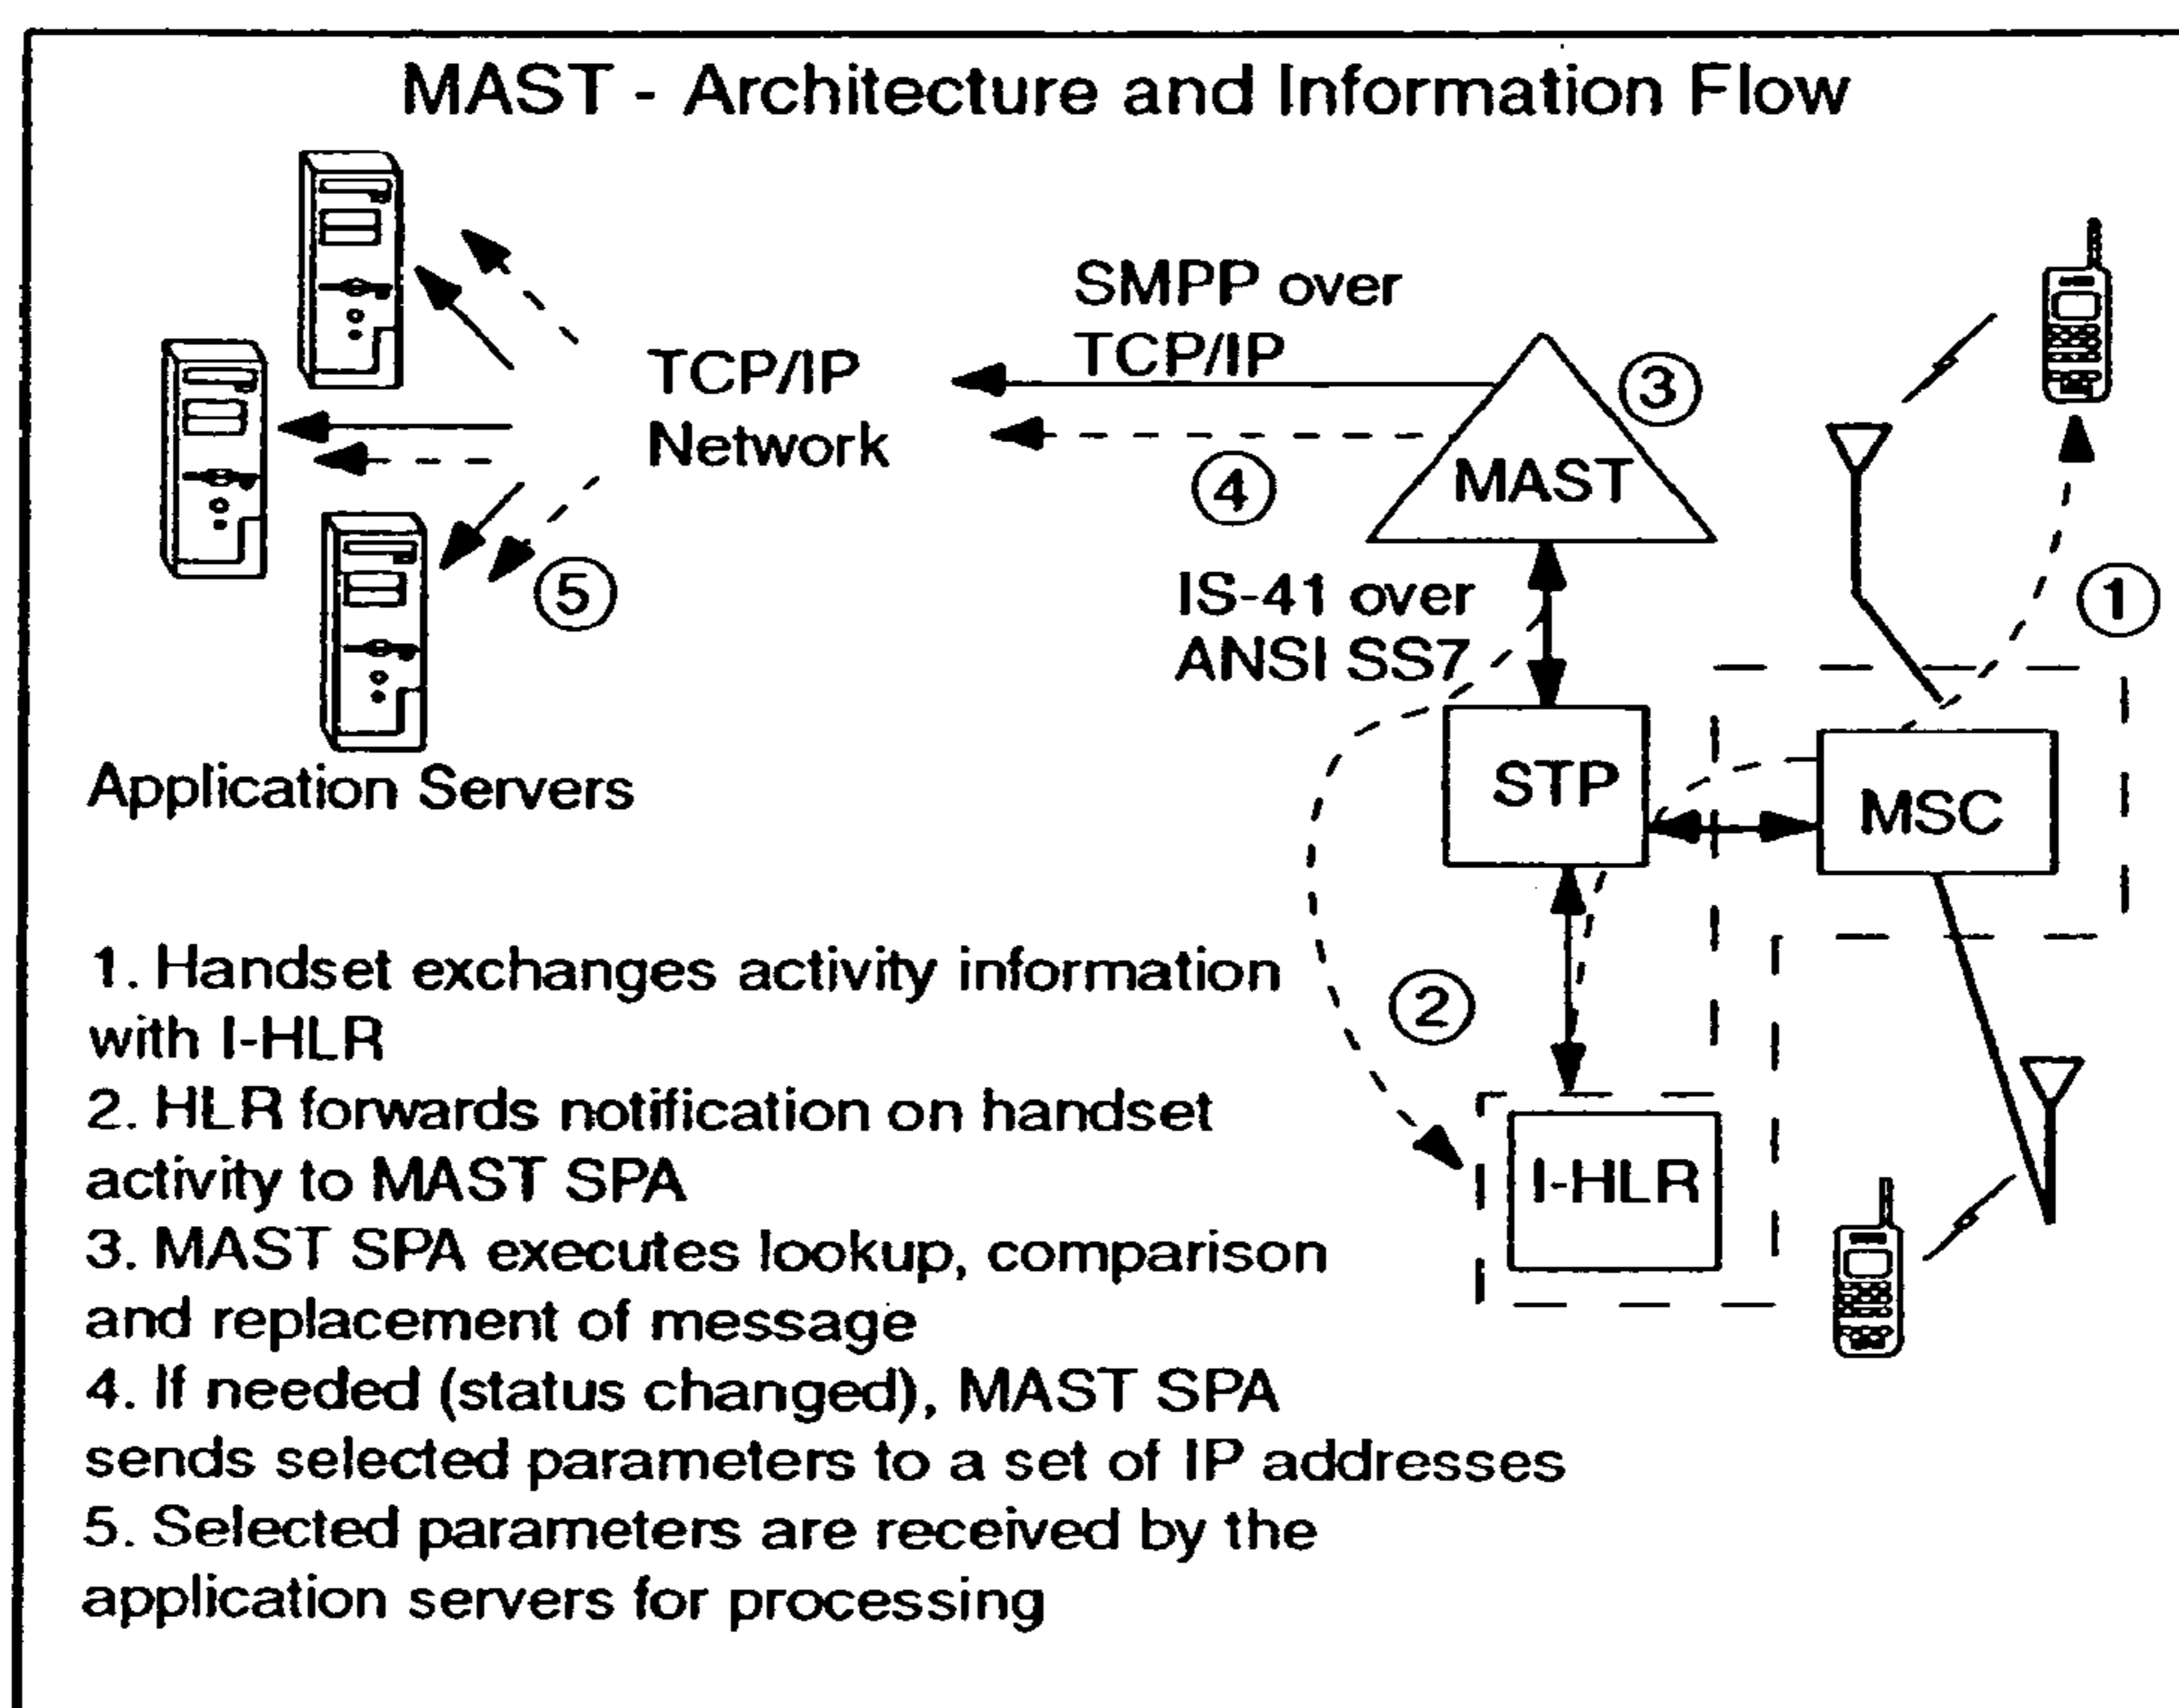 MAST - Architecture and Information Flow
SMPP over
TCP/IP
TCP/IP
Network
3
4
MAST
5
IS-41 over
ANSI SS7
1
STP
MSC
Application Servers
2
I-HLR
1. Handset exchanges activity information
with I-HLR
2. HLR forwards notification on handset
activity to MAST SPA
3. MAST SPA executes lookup, comparison
and replacement of message
4. If needed (status changed), MAST SPA
sends selected parameters to a set of IP addresses
5. Selected parameters are received by the
application servers for processing